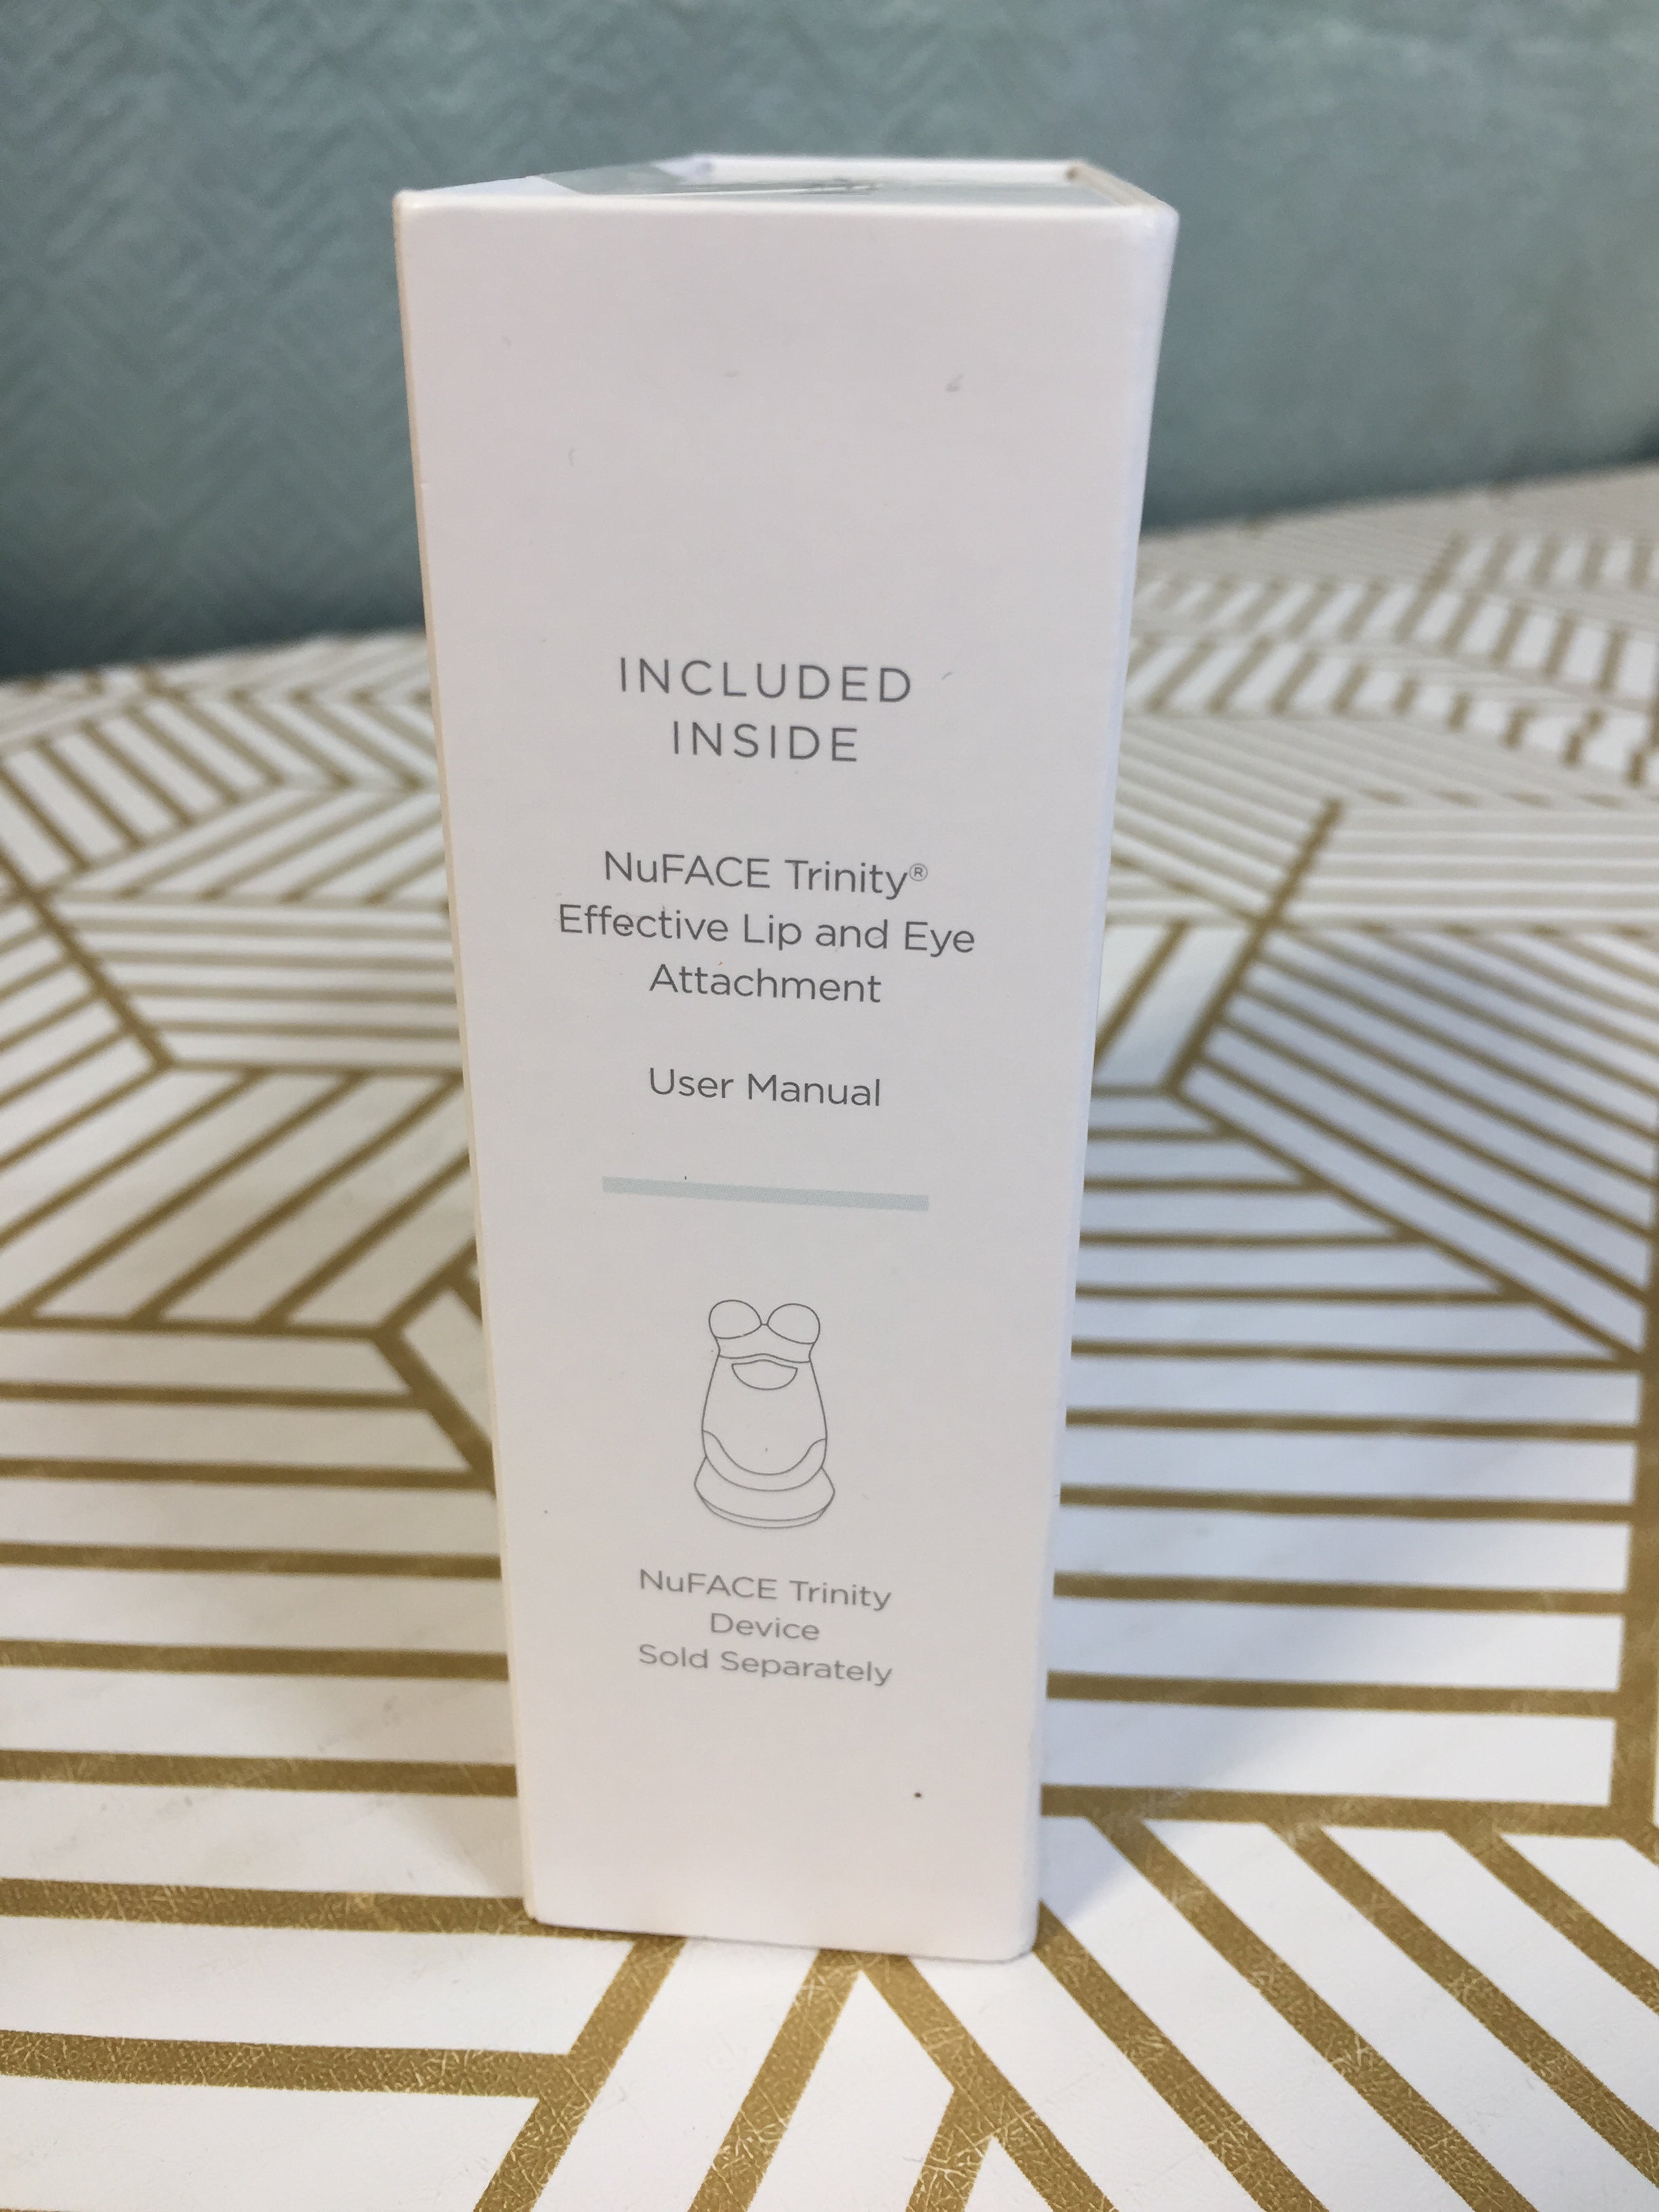 INCLUDED
INSIDE
NuFACE Trinity®
Effective Lip and Eye
Attachment
User Manual
NuFACE Trinity
Device
Sold Separately